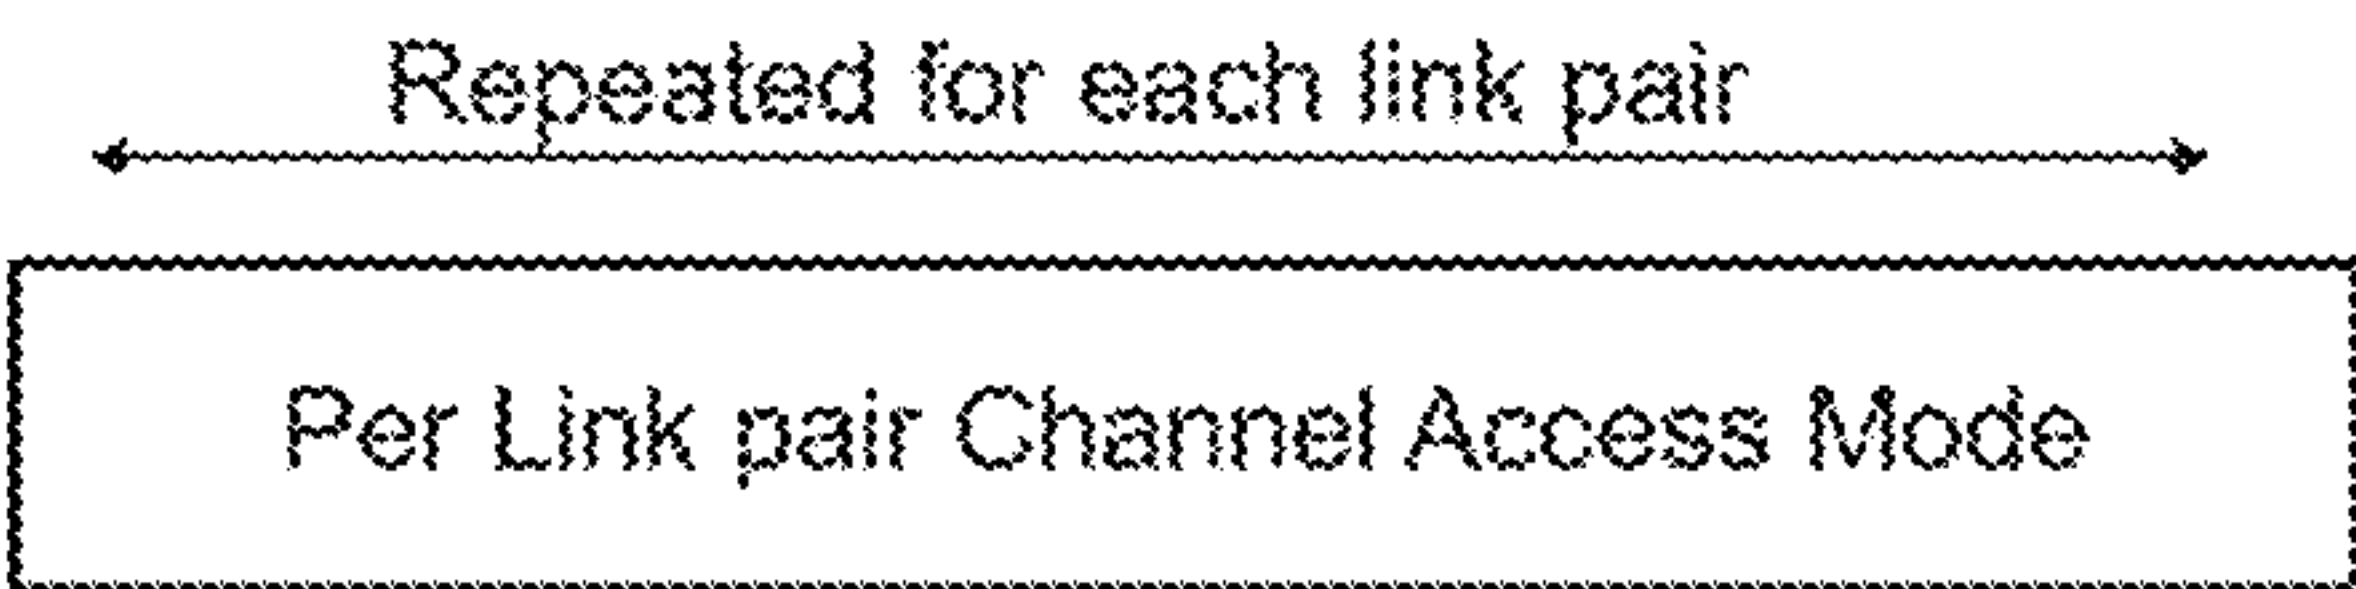 Repeated for each link pair
Per Link pair Channel Access Mode